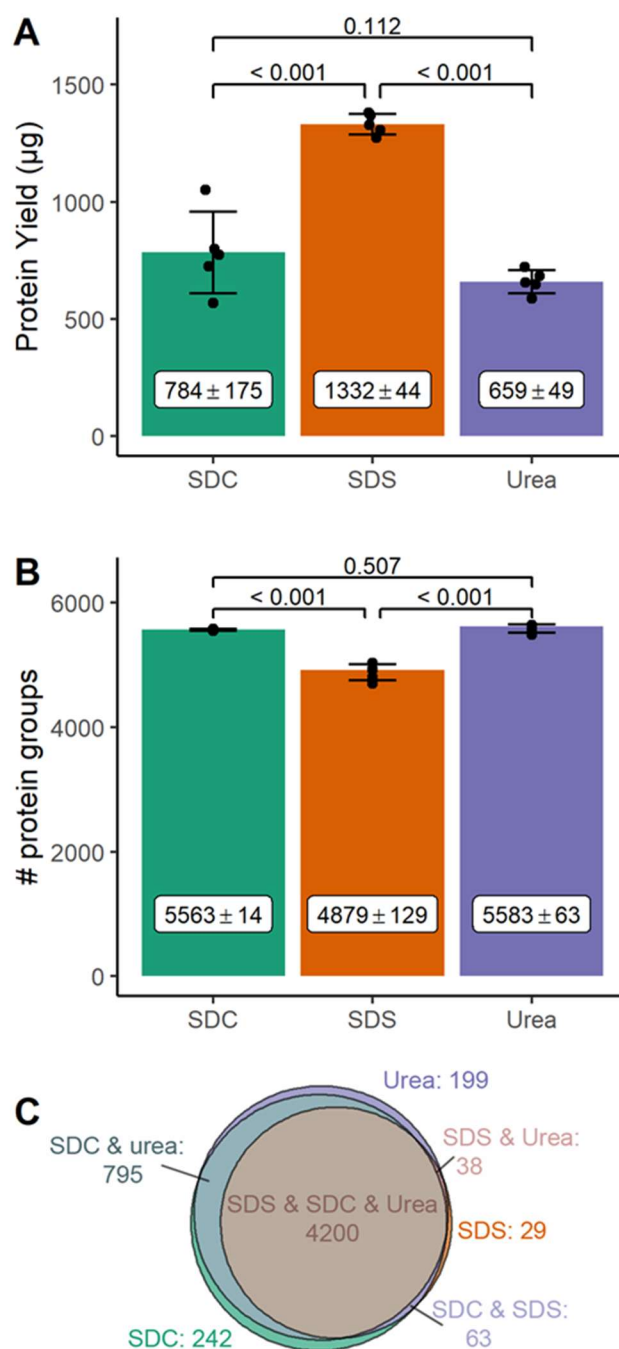 A
0.112
< 0.001 < 0.001
Protein Yield (µg)
1500
1000
500
0
784 ± 175 1332 ± 44 659 ± 49
SDC SDS Urea
B
0.507
< 0.001 < 0.001
# protein groups
6000
4000
2000
0
5563 ± 14 4879 ± 129 5583 ± 63
SDC SDS Urea
C
Urea: 199
SDC & urea:
795
SDS & Urea:
38
SDS & SDC & Urea
4200
SDS: 29
SDC & SDS:
63
SDC: 242